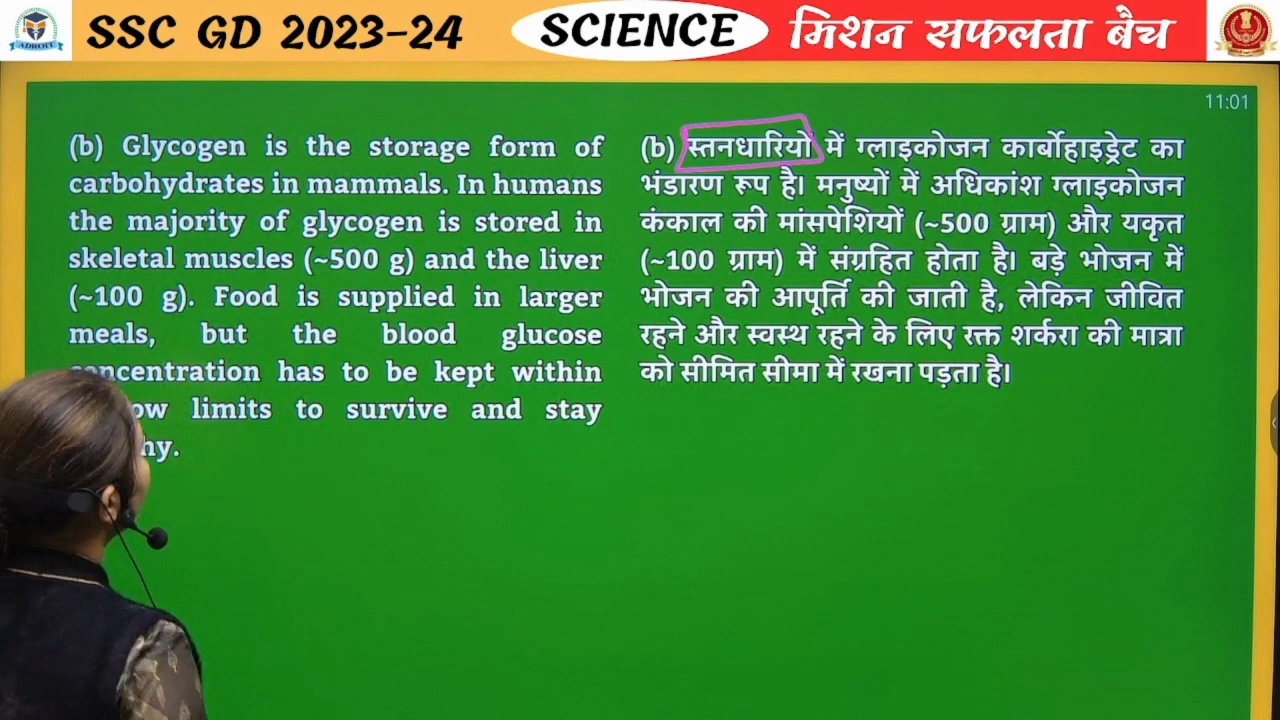 SSC GD 2023-24
SCIENCE
मिशन सफलता बैच
ADROIT
11:01
(b) Glycogen is the storage form of
carbohydrates in mammals. In humans
the majority of glycogen is stored in
skeletal muscles (~500 g) and the liver
(~100 g). Food is supplied in larger
meals, but the blood glucose
concentration has to be kept within
limits to survive and stay
(b) स्तनधारियों में ग्लाइकोजन कार्बोहाइड्रेट का
भंडारण रूप है। मनुष्यों में अधिकांश ग्लाइकोजन
कंकाल की मांसपेशियों (~500 ग्राम) और यकृत
(~100 ग्राम) में संग्रहित होता है। बड़े भोजन में
भोजन की आपूर्ति की जाती है, लेकिन जीवित
रहने और स्वस्थ रहने के लिए रक्त शर्करा की मात्रा
को सीमित सीमा में रखना पड़ता है।